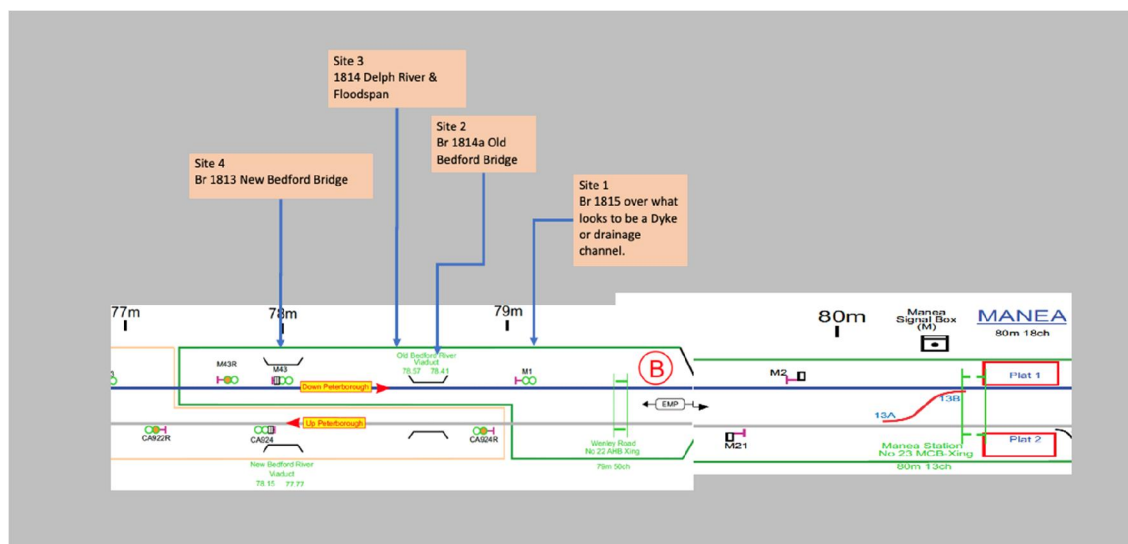 Site 3
1814 Delph River &
Floodspan
Site 2
Br 1814a Old
Bedford Bridge
Site 4
Br 1813 New Bedford Bridge
Site 1
Br 1815 over what
looks to be a Dyke
or drainage
channel.
77m
78m
79m
80m
Manea
Signal Box
(M)
MANEA
80m 18ch
Old Bedford River
Viaduct
78.57 78.41
M43R
M43
M1
B
M2
Plat 1
Down Peterborough
EMP
13B
13A
Up Peterborough
CA922R
CA924
CA924R
Wenley Road
No 22 AHB Xing
79m 50ch
M21
Manea Station
No 23 MCB-Xing
80m 13ch
Plat 2
New Bedford River
Viaduct
78.15 77.77